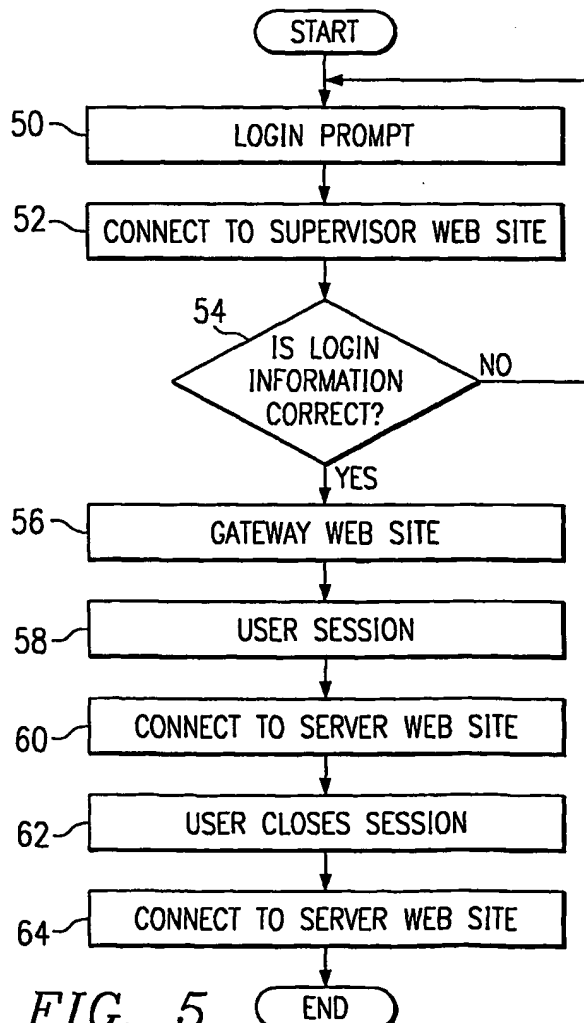 START
50
LOGIN PROMPT
52
CONNECT TO SUPERVISOR WEB SITE
54
IS LOGIN
INFORMATION
CORRECT?
NO
YES
56
GATEWAY WEB SITE
58
USER SESSION
60
CONNECT TO SERVER WEB SITE
62
USER CLOSES SESSION
64
CONNECT TO SERVER WEB SITE
FIG. 5
END